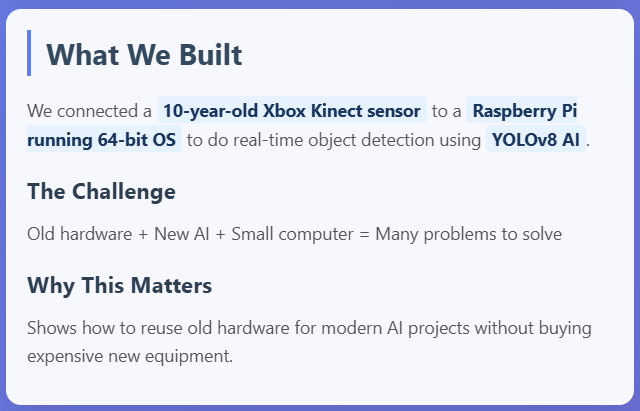 What We Built
We connected a 10-year-old Xbox Kinect sensor to a Raspberry Pi
running 64-bit OS to do real-time object detection using YOLOv8 AI .
The Challenge
Old hardware + New AI + Small computer = Many problems to solve
Why This Matters
Shows how to reuse old hardware for modern AI projects without buying
expensive new equipment.